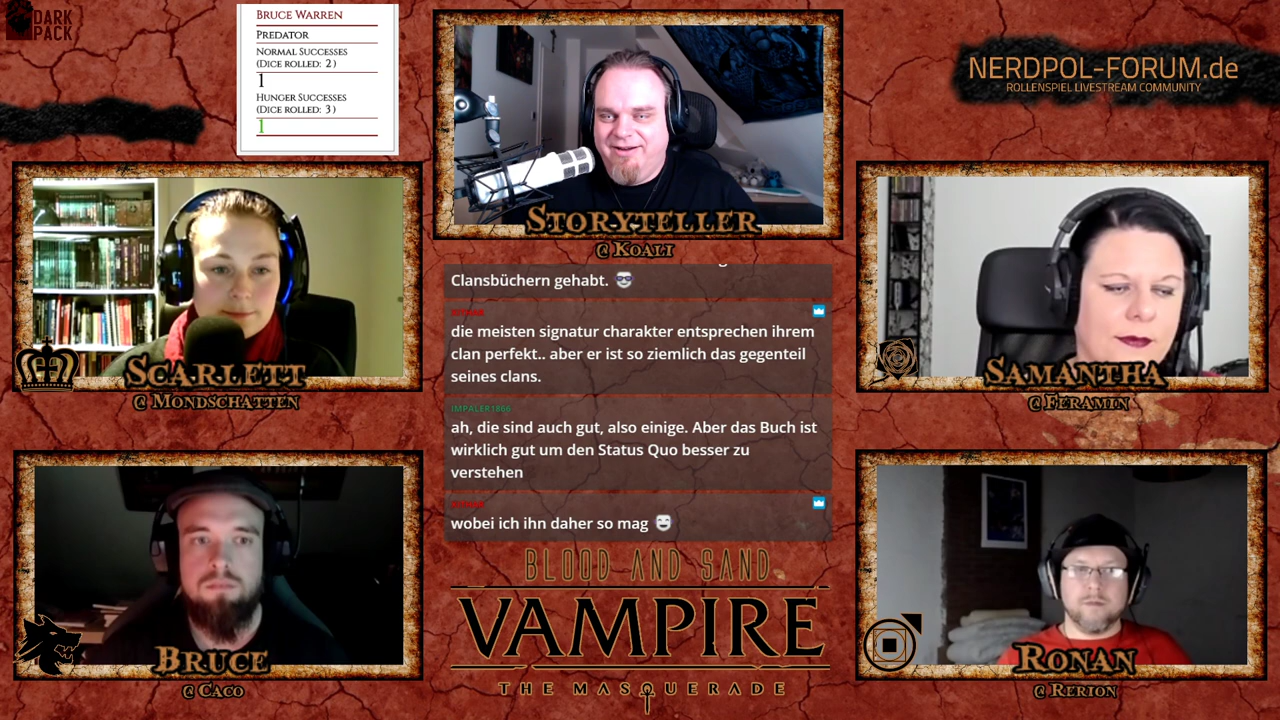 DARK
PACK
BRUCE WARREN
PREDATOR
NORMAL SUCCESSES
(DICE ROLLED: 2)
1
HUNGER SUCCESSES
(DICE ROLLED: 3)
1
NERDPOL-FORUM.de
ROLLENSPIEL LIVESTREAM COMMUNITY
STORYTELLER
@ KOALI
SCARLETT
@ MONDSCHATTEN
SAMANTHA
@ FERAMIN
Clansbüchern gehabt.
die meisten signatur charakter entsprechen ihrem
clan perfekt.. aber er ist so ziemlich das gegenteil
seines clans.
IMPALER1866
ah, die sind auch gut, also einige. Aber das Buch ist
wirklich gut um den Status Quo besser zu
verstehen
wobei ich ihn daher so mag
BRUCE
@ CACO
RONAN
@ RERION
BLOOD AND SAND
VAMPIRE
THE MASQUERADE